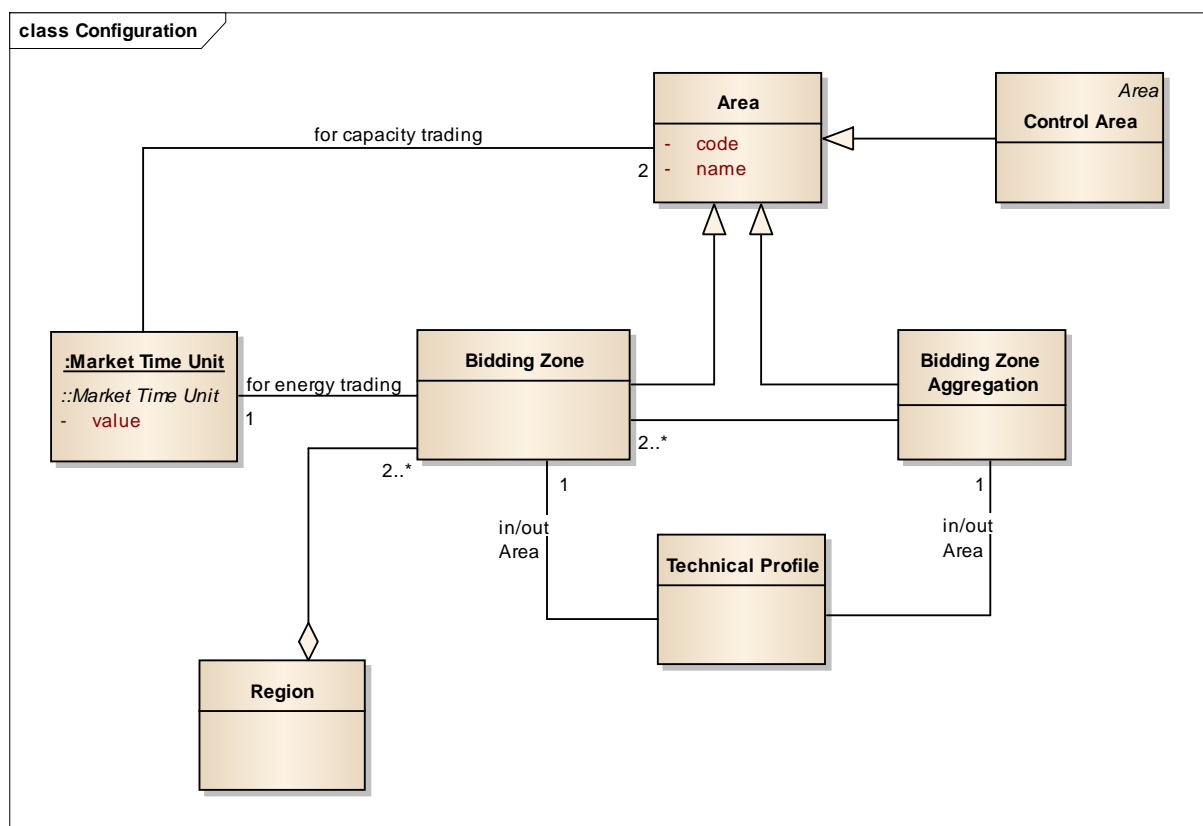 class Configuration
Area
- code
- name
Area
Control Area
for capacity trading
2
:Market Time Unit
::Market Time Unit
- value
for energy trading
1
Bidding Zone
2..*
2..*
Bidding Zone
Aggregation
1
in/out
Area
1
in/out
Area
Technical Profile
Region